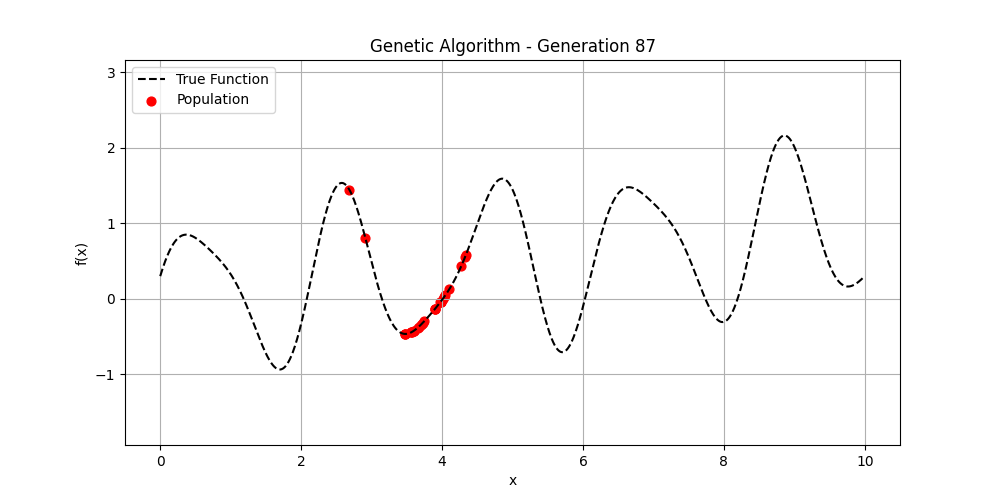 Genetic Algorithm - Generation 87
True Function
Population
f(x)
3
2
1
0
−1
0 2 4 6 8 10
x